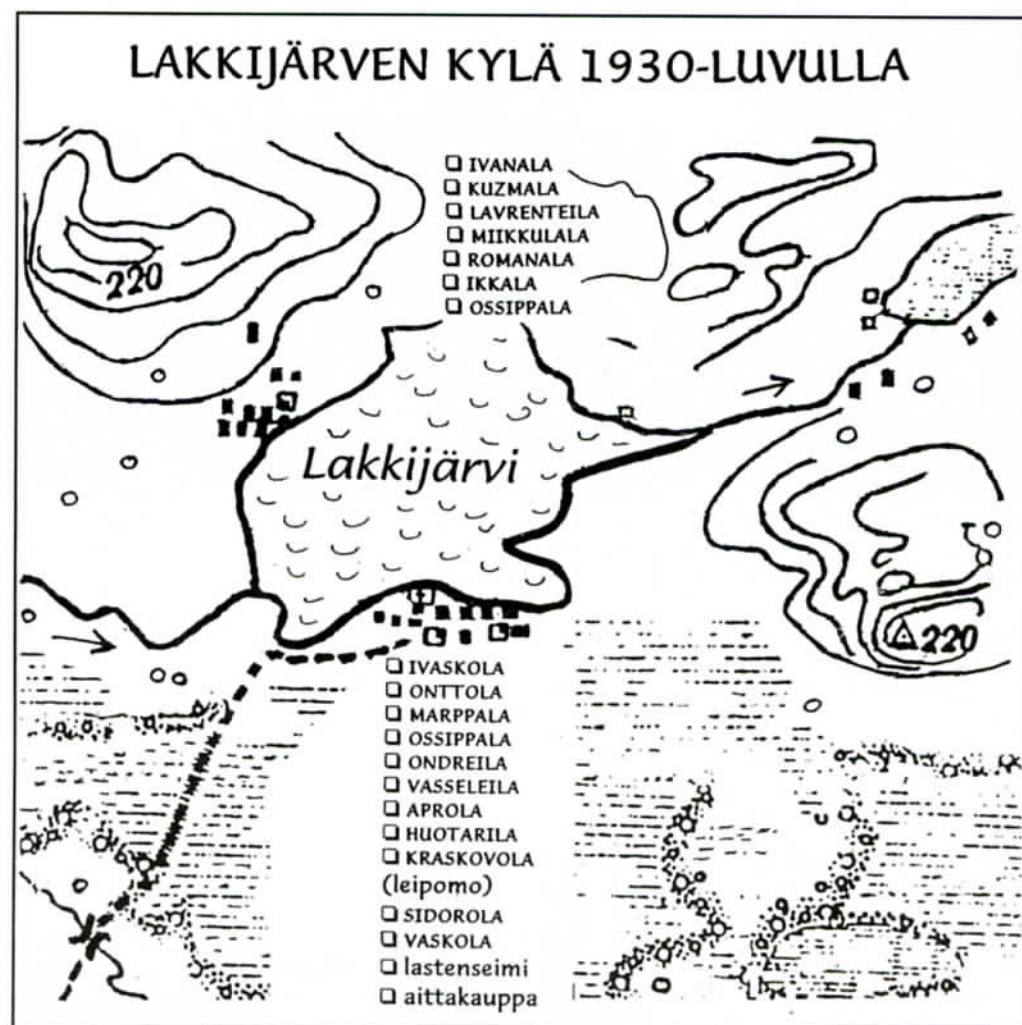 LAKKIJÄRVEN KYLÄ 1930-LUVULLA
❑ IVANALA
❑ KUZMALA
❑ LAVRENTEILA
❑ MIIKKULALA
❑ ROMANALA
❑ IKKALA
❑ OSSIPPALA
220
Lakkijärvi
220
❑ IVASKOLA
❑ ONTTOLA
❑ MARPPALA
❑ OSSIPPALA
❑ ONDREILA
❑ VASSELEILA
❑ APROLA
❑ HUOTARILA
❑ KRASKOVOLA
(leipomo)
❑ SIDOROLA
❑ VASKOLA
❑ lastenseimi
❑ aittakauppa